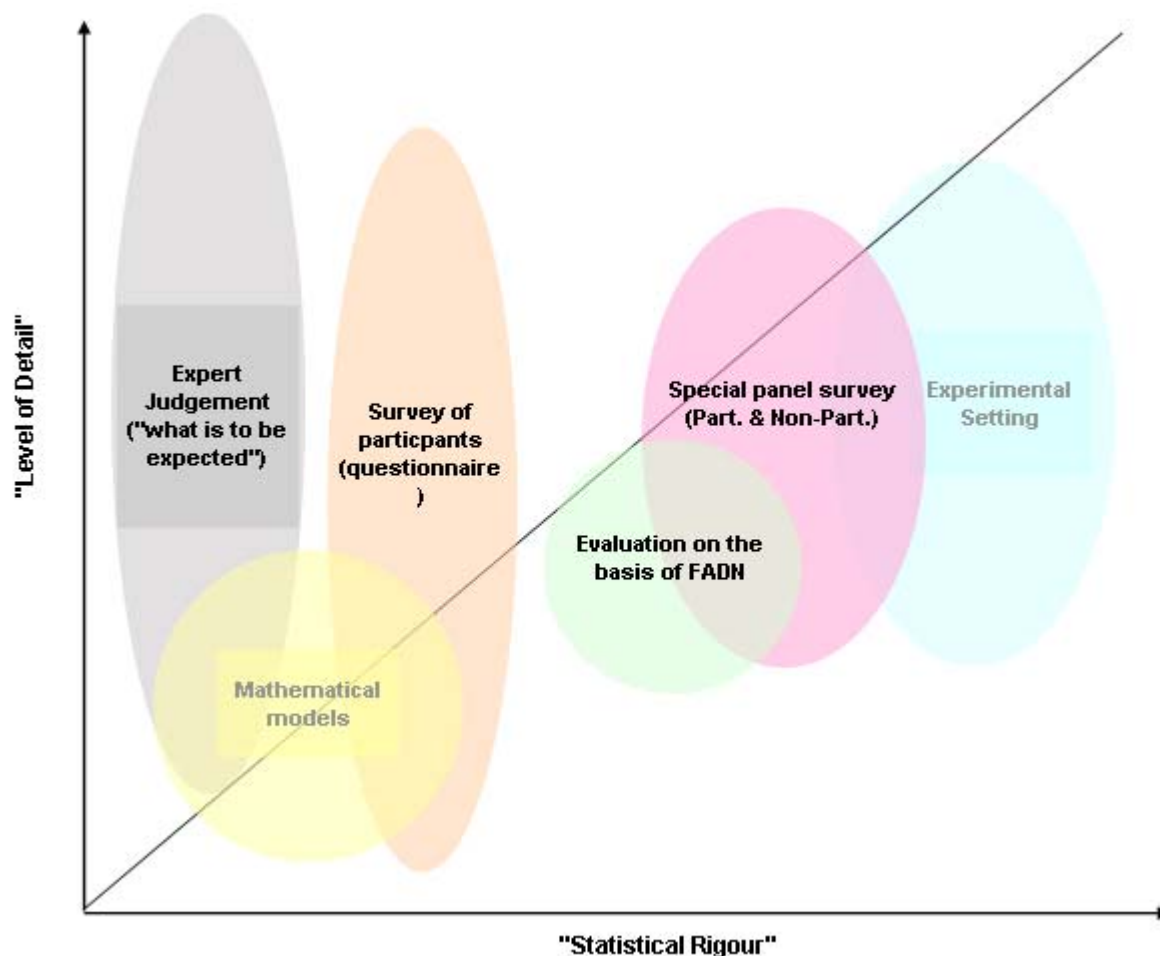 "Level of Detail"
Expert
Judgement
("what is to be
expected")
Survey of
particpants
(questionnaire
)
Special panel survey
(Part. & Non-Part.)
Experimental
Setting
Evaluation on the
basis of FADN
Mathematical
models
"Statistical Rigour"